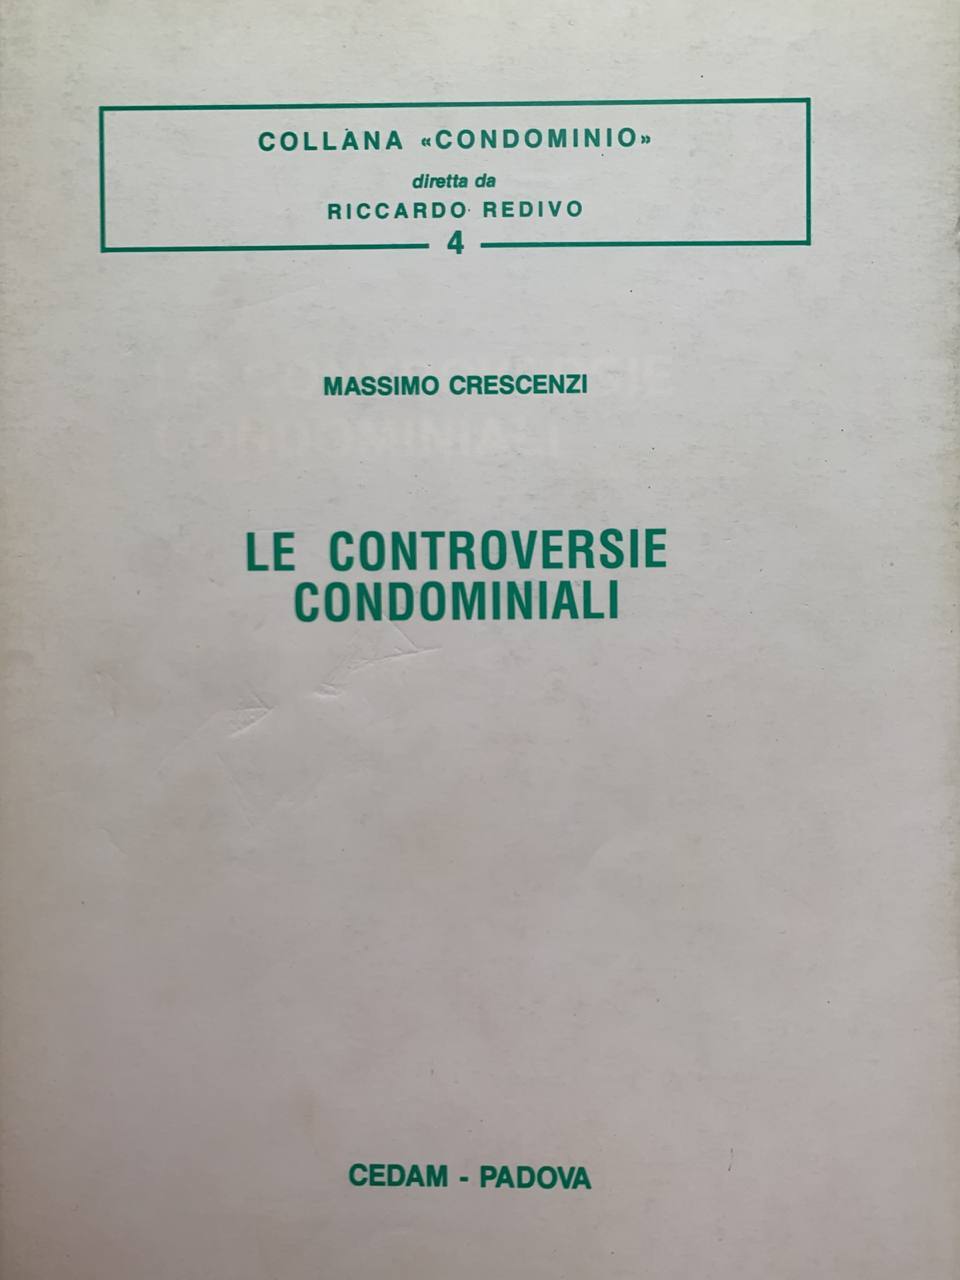 COLLANA «CONDOMINIO»
diretta da
RICCARDO REDIVO
4
MASSIMO CRESCENZI
LE CONTROVERSIE
CONDOMINIALI
CEDAM - PADOVA